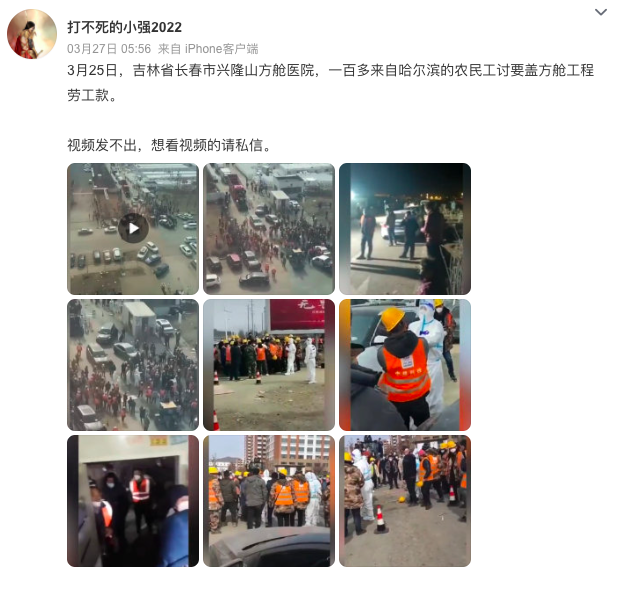 打不死的小强2022
03月27日 05:56 来自 iPhone客户端
3月25日，吉林省长春市兴隆山方舱医院，一百多来自哈尔滨的农民工讨要盖方舱工程
劳工款。
视频发不出，想看视频的请私信。